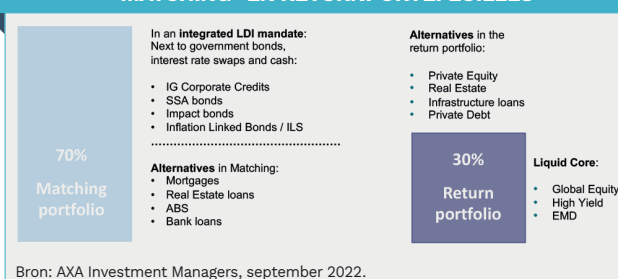 MATCHING- EN RETURNPORTEFEUILLES
70%
Matching
portfolio
In an integrated LDI mandate:
Next to government bonds,
interest rate swaps and cash:
• IG Corporate Credits
• SSA bonds
• Impact bonds
• Inflation Linked Bonds / ILS
Alternatives in Matching:
• Mortgages
• Real Estate loans
• ABS
• Bank loans
Alternatives in the
return portfolio:
• Private Equity
• Real Estate
• Infrastructure loans
• Private Debt
30%
Return
portfolio
Liquid Core:
• Global Equity
• High Yield
• EMD
Bron: AXA Investment Managers, september 2022.